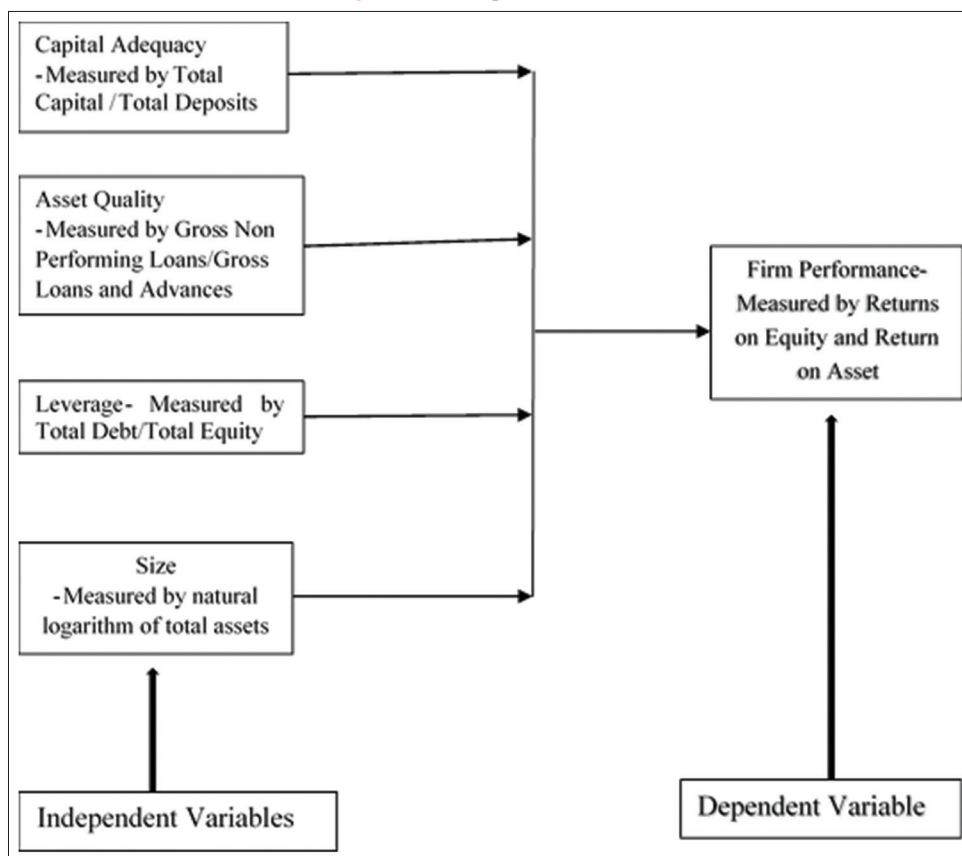 Capital Adequacy
-Measured by Total
Capital /Total Deposits
Asset Quality
-Measured by Gross Non
Performing Loans/Gross
Loans and Advances
Leverage- Measured by
Total Debt/Total Equity
Size
-Measured by natural
logarithm of total assets
Independent Variables
Firm Performance-
Measured by Returns
on Equity and Return
on Asset
Dependent Variable